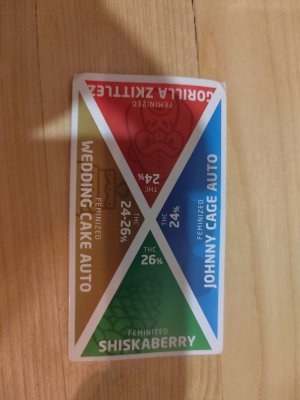 GORILLA ZKITTLEZ
FEMINIZED
THC
24%
WEDDING CAKE AUTO
FEMINIZED
THC
24-26%
THC
24%
FEMINIZED
JOHNNY CAGE AUTO
THC
26%
FEMINIZED
SHISKABERRY